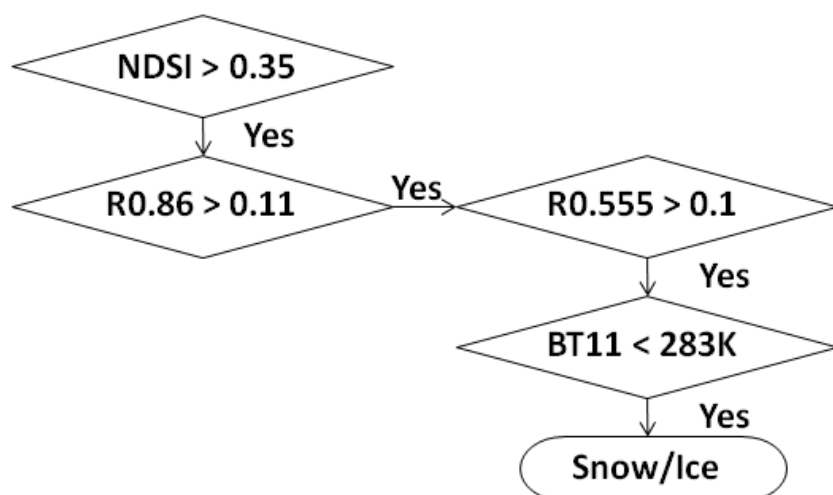 NDSI > 0.35
Yes
R0.86 > 0.11
Yes
R0.555 > 0.1
Yes
BT11 < 283K
Yes
Snow/Ice